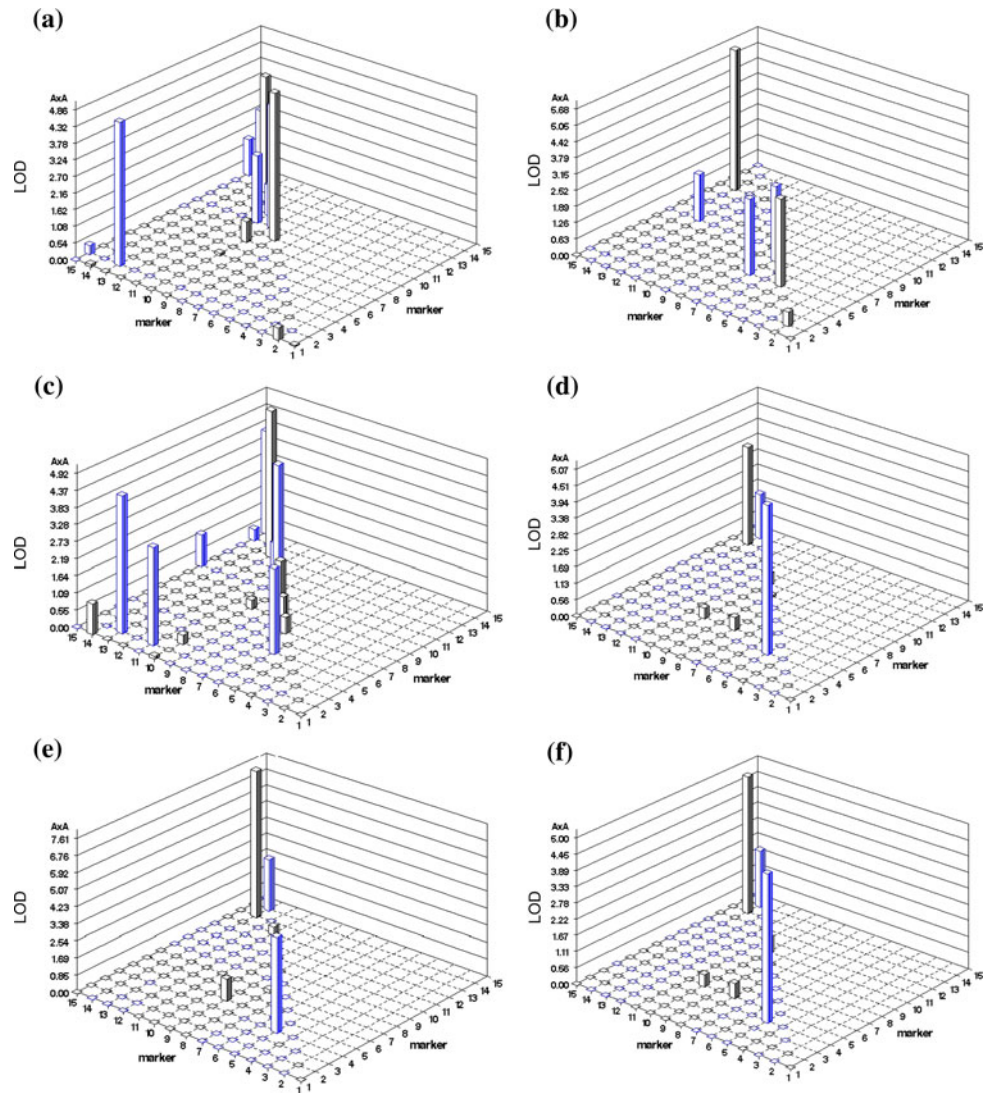 (a)
AxA
4.86
4.32
3.78
3.24
2.70
2.16
1.62
1.08
0.54
0.00
LOD
15 14 13 12 11 10 9 8 7 6 5 4 3 2 1
marker
1 2 3 4 5 6 7 8 9 10 11 12 13 14 15
marker
(b)
AxA
5.68
5.05
4.42
3.79
3.15
2.52
1.89
1.26
0.63
0.00
LOD
15 14 13 12 11 10 9 8 7 6 5 4 3 2 1
marker
1 2 3 4 5 6 7 8 9 10 11 12 13 14 15
marker
(c)
AxA
4.92
4.37
3.83
3.28
2.73
2.19
1.64
1.09
0.55
0.00
LOD
15 14 13 12 11 10 9 8 7 6 5 4 3 2 1
marker
1 2 3 4 5 6 7 8 9 10 11 12 13 14 15
marker
(d)
AxA
5.07
4.51
3.94
3.38
2.82
2.25
1.69
1.13
0.56
0.00
LOD
15 14 13 12 11 10 9 8 7 6 5 4 3 2 1
marker
1 2 3 4 5 6 7 8 9 10 11 12 13 14 15
marker
(e)
AxA
7.61
6.76
5.92
5.07
4.23
3.38
2.54
1.69
0.85
0.00
LOD
15 14 13 12 11 10 9 8 7 6 5 4 3 2 1
marker
1 2 3 4 5 6 7 8 9 10 11 12 13 14 15
marker
(f)
AxA
5.00
4.45
3.89
3.33
2.78
2.22
1.67
1.11
0.56
0.00
LOD
15 14 13 12 11 10 9 8 7 6 5 4 3 2 1
marker
1 2 3 4 5 6 7 8 9 10 11 12 13 14 15
marker